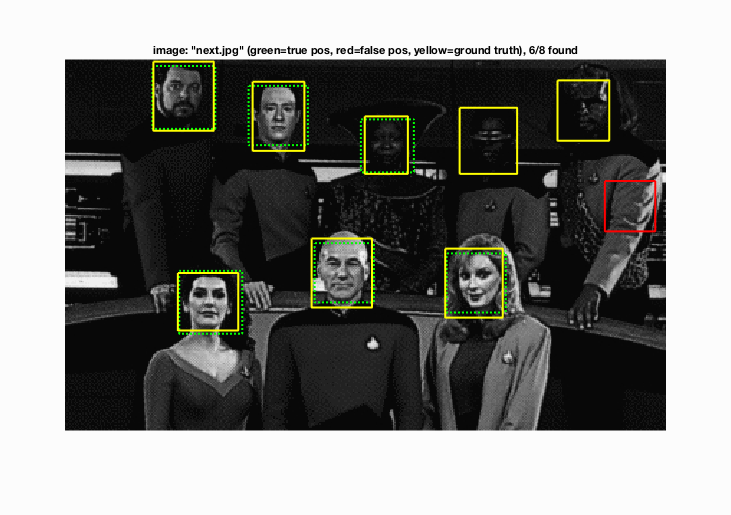 image: "next.jpg" (green=true pos, red=false pos, yellow=ground truth), 6/8 found